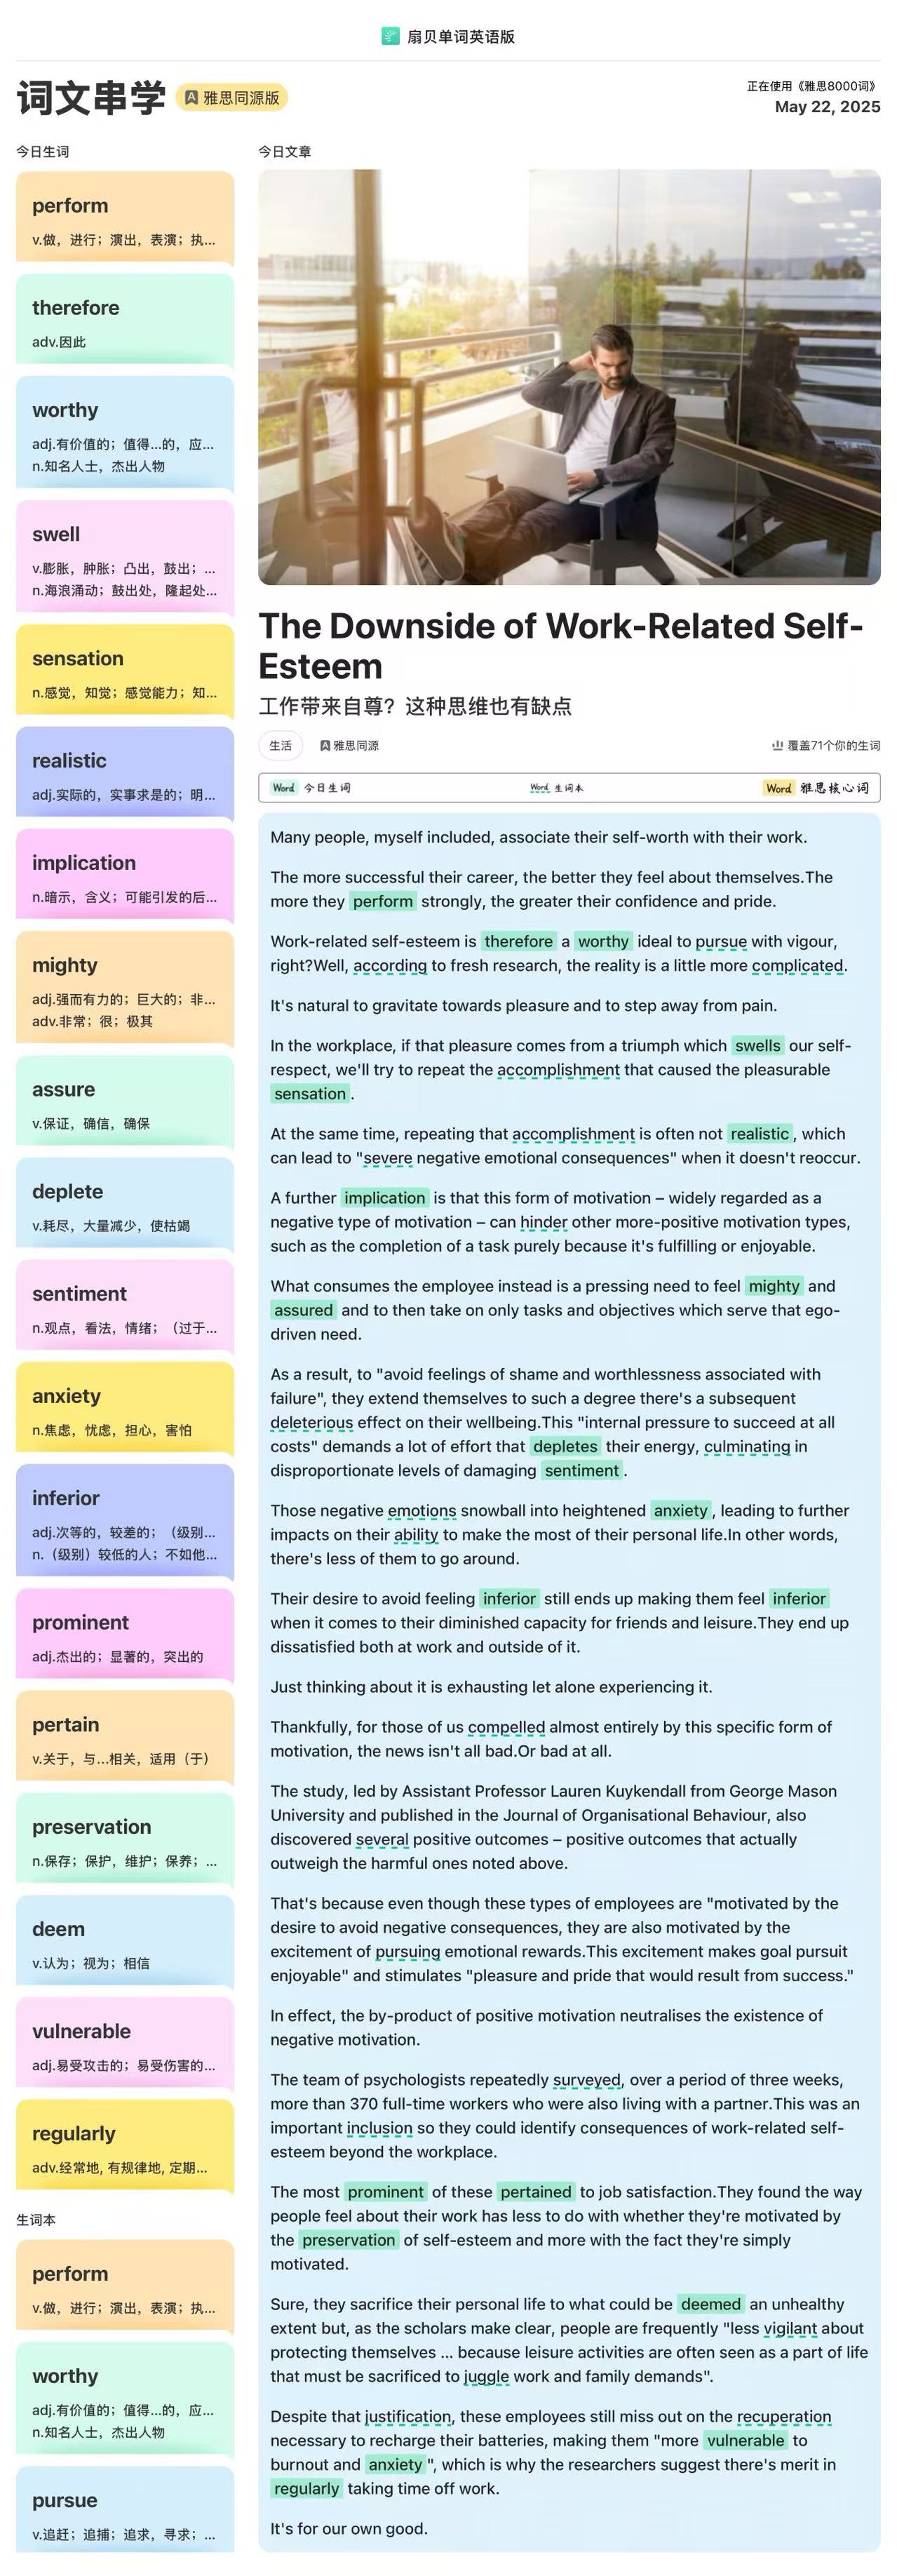 扇贝单词英语版
词文串学
雅思同源版
正在使用《雅思8000词》
May 22, 2025
今日生词
perform
v.做，进行；演出，表演；执...
therefore
adv.因此
worthy
adj.有价值的；值得...的，应...
n.知名人士，杰出人物
swell
v.膨胀，肿胀；凸出，鼓出；...
n.海浪涌动；鼓出处，隆起处...
sensation
n.感觉，知觉；感觉能力；知...
realistic
adj.实际的，实事求是的；明...
implication
n.暗示，含义；可能引发的后...
mighty
adj.强而有力的；巨大的；非...
adv.非常；很；极其
assure
v.保证，确信，确保
deplete
v.耗尽，大量减少，使枯竭
sentiment
n.观点，看法，情绪；（过于...
anxiety
n.焦虑，忧虑，担心，害怕
inferior
adj.次等的，较差的；（级别...
n.（级别）较低的人；不如他...
prominent
adj.杰出的；显著的，突出的
pertain
v.关于，与...相关，适用（于）
preservation
n.保存；保护，维护；保养；...
deem
v.认为；视为；相信
vulnerable
adj.易受攻击的；易受伤害的...
regularly
adv.经常地, 有规律地, 定期...
生词本
perform
v.做，进行；演出，表演；执...
worthy
adj.有价值的；值得...的，应...
n.知名人士，杰出人物
pursue
v.追赶；追捕；追求，寻求；...
今日文章
The Downside of Work-Related Self-
Esteem
工作带来自尊？这种思维也有缺点
生活
雅思同源
覆盖71个你的生词
Word 今日生词
Word 生词本
Word 雅思核心词
Many people, myself included, associate their self-worth with their work.
The more successful their career, the better they feel about themselves.The
more they perform strongly, the greater their confidence and pride.
Work-related self-esteem is therefore a worthy ideal to pursue with vigour,
right?Well, according to fresh research, the reality is a little more complicated.
It's natural to gravitate towards pleasure and to step away from pain.
In the workplace, if that pleasure comes from a triumph which swells our self-
respect, we'll try to repeat the accomplishment that caused the pleasurable
sensation.
At the same time, repeating that accomplishment is often not realistic, which
can lead to "severe negative emotional consequences" when it doesn't reoccur.
A further implication is that this form of motivation – widely regarded as a
negative type of motivation – can hinder other more-positive motivation types,
such as the completion of a task purely because it's fulfilling or enjoyable.
What consumes the employee instead is a pressing need to feel mighty and
assured and to then take on only tasks and objectives which serve that ego-
driven need.
As a result, to "avoid feelings of shame and worthlessness associated with
failure", they extend themselves to such a degree there's a subsequent
deleterious effect on their wellbeing.This "internal pressure to succeed at all
costs" demands a lot of effort that depletes their energy, culminating in
disproportionate levels of damaging sentiment.
Those negative emotions snowball into heightened anxiety, leading to further
impacts on their ability to make the most of their personal life.In other words,
there's less of them to go around.
Their desire to avoid feeling inferior still ends up making them feel inferior
when it comes to their diminished capacity for friends and leisure.They end up
dissatisfied both at work and outside of it.
Just thinking about it is exhausting let alone experiencing it.
Thankfully, for those of us compelled almost entirely by this specific form of
motivation, the news isn't all bad.Or bad at all.
The study, led by Assistant Professor Lauren Kuykendall from George Mason
University and published in the Journal of Organisational Behaviour, also
discovered several positive outcomes – positive outcomes that actually
outweigh the harmful ones noted above.
That's because even though these types of employees are "motivated by the
desire to avoid negative consequences, they are also motivated by the
excitement of pursuing emotional rewards.This excitement makes goal pursuit
enjoyable" and stimulates "pleasure and pride that would result from success."
In effect, the by-product of positive motivation neutralises the existence of
negative motivation.
The team of psychologists repeatedly surveyed, over a period of three weeks,
more than 370 full-time workers who were also living with a partner.This was an
important inclusion so they could identify consequences of work-related self-
esteem beyond the workplace.
The most prominent of these pertained to job satisfaction.They found the way
people feel about their work has less to do with whether they're motivated by
the preservation of self-esteem and more with the fact they're simply
motivated.
Sure, they sacrifice their personal life to what could be deemed an unhealthy
extent but, as the scholars make clear, people are frequently "less vigilant about
protecting themselves ... because leisure activities are often seen as a part of life
that must be sacrificed to juggle work and family demands".
Despite that justification, these employees still miss out on the recuperation
necessary to recharge their batteries, making them "more vulnerable to
burnout and anxiety", which is why the researchers suggest there's merit in
regularly taking time off work.
It's for our own good.